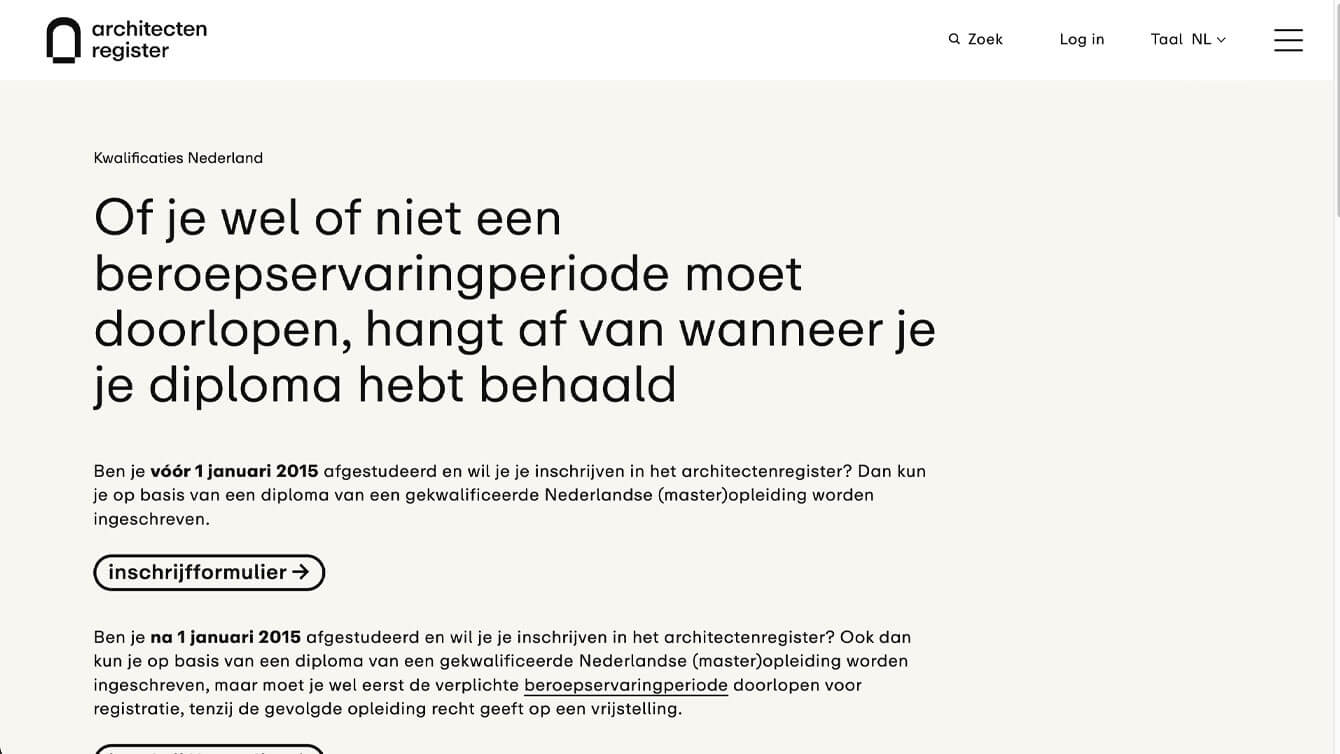 architecten
register
Zoek
Log in
Taal NL
Kwalificaties Nederland
Of je wel of niet een
beroepservaringperiode moet
doorlopen, hangt af van wanneer je
je diploma hebt behaald
Ben je vóór 1 januari 2015 afgestudeerd en wil je je inschrijven in het architectenregister? Dan kun
je op basis van een diploma van een gekwalificeerde Nederlandse (master)opleiding worden
ingeschreven.
inschrijfformulier →
Ben je na 1 januari 2015 afgestudeerd en wil je je inschrijven in het architectenregister? Ook dan
kun je op basis van een diploma van een gekwalificeerde Nederlandse (master)opleiding worden
ingeschreven, maar moet je wel eerst de verplichte beroepservaringperiode doorlopen voor
registratie, tenzij de gevolgde opleiding recht geeft op een vrijstelling.